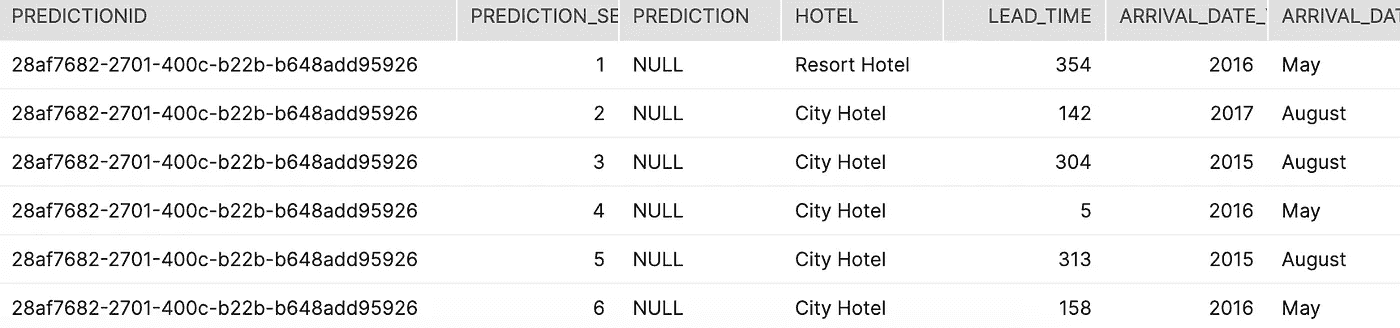 PREDICTIONID PREDICTION_SE PREDICTION HOTEL LEAD_TIME ARRIVAL_DATE_ ARRIVAL_DAT
28af7682-2701-400c-b22b-b648add95926 1 NULL Resort Hotel 354 2016 May
28af7682-2701-400c-b22b-b648add95926 2 NULL City Hotel 142 2017 August
28af7682-2701-400c-b22b-b648add95926 3 NULL City Hotel 304 2015 August
28af7682-2701-400c-b22b-b648add95926 4 NULL City Hotel 5 2016 May
28af7682-2701-400c-b22b-b648add95926 5 NULL City Hotel 313 2015 August
28af7682-2701-400c-b22b-b648add95926 6 NULL City Hotel 158 2016 May